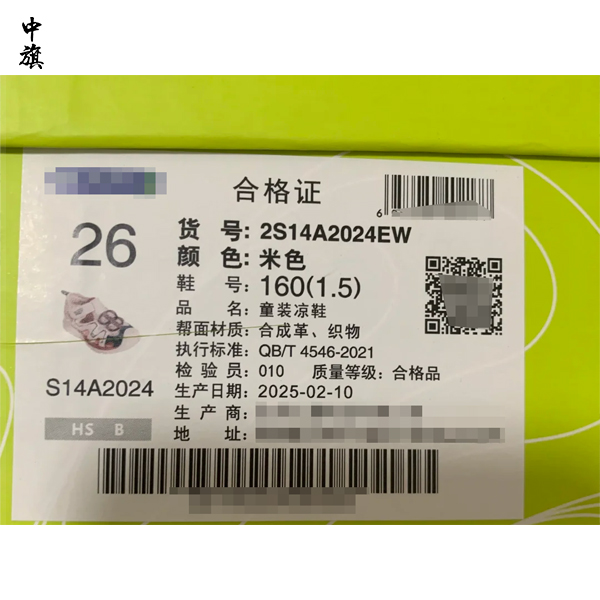 中旗
合格证
6
26
货 号: 2S14A2024EW
颜 色: 米色
鞋 号: 160(1.5)
品 名: 童装凉鞋
帮面材质: 合成革、织物
执行标准: QB/T 4546-2021
检 验 员: 010 质量等级: 合格品
生产日期: 2025-02-10
生 产 商:
地 址:
S14A2024
HS B